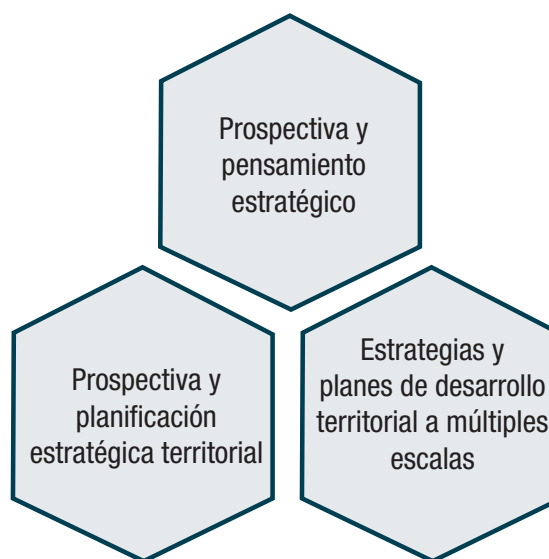 Prospectiva y
pensamiento
estratégico
Prospectiva y
planificación
estratégica territorial
Estrategias y
planes de desarrollo
territorial a múltiples
escalas